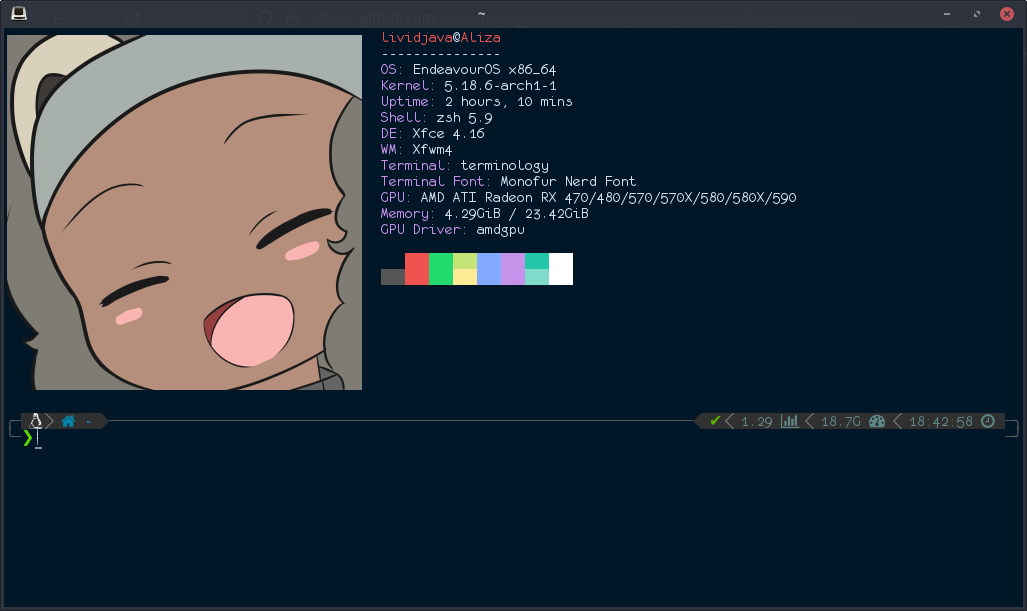 ~
lividjava@Aliza
---------------
OS: EndeavourOS x86_64
Kernel: 5.18.6-arch1-1
Uptime: 2 hours, 10 mins
Shell: zsh 5.9
DE: Xfce 4.16
WM: Xfwm4
Terminal: terminology
Terminal Font: Monofur Nerd Font
GPU: AMD ATI Radeon RX 470/480/570/570X/580/580X/590
Memory: 4.29GiB / 23.42GiB
GPU Driver: amdgpu
~ ✔ 1.29 18.7G 18:42:58
❯